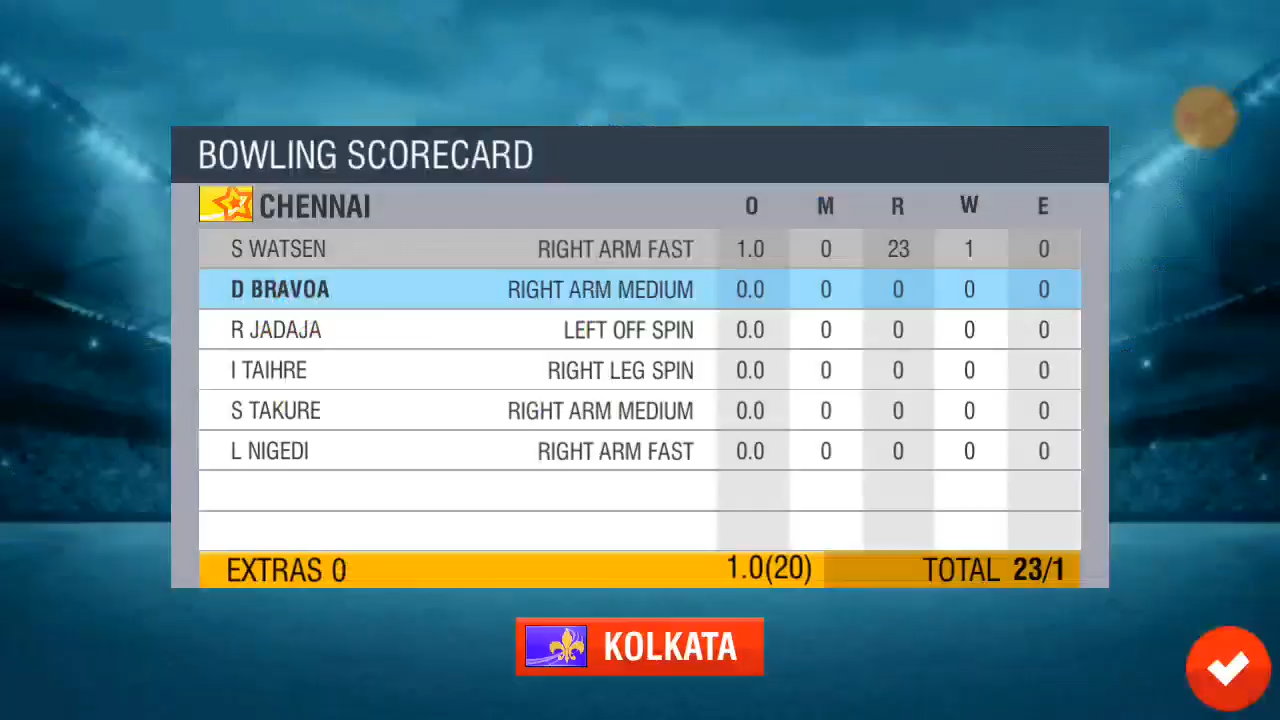 BOWLING SCORECARD
CHENNAI O M R W E
S WATSEN RIGHT ARM FAST 1.0 0 23 1 0
D BRAVOA RIGHT ARM MEDIUM 0.0 0 0 0 0
R JADAJA LEFT OFF SPIN 0.0 0 0 0 0
I TAIHRE RIGHT LEG SPIN 0.0 0 0 0 0
S TAKURE RIGHT ARM MEDIUM 0.0 0 0 0 0
L NIGEDI RIGHT ARM FAST 0.0 0 0 0 0
EXTRAS 0 1.0(20) TOTAL 23/1
KOLKATA